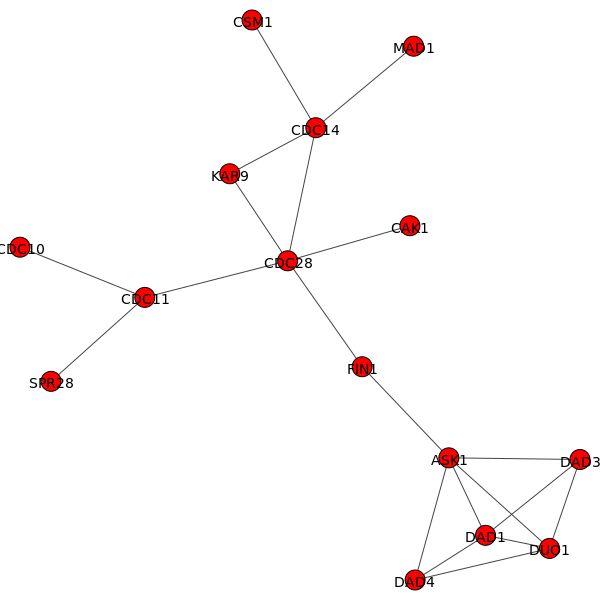 CSM1
MAD1
CDC14
KAR9
CAK1
CDC10
CDC28
CDC11
FIN1
SPR28
ASK1
DAD3
DAD1
DUO1
DAD4